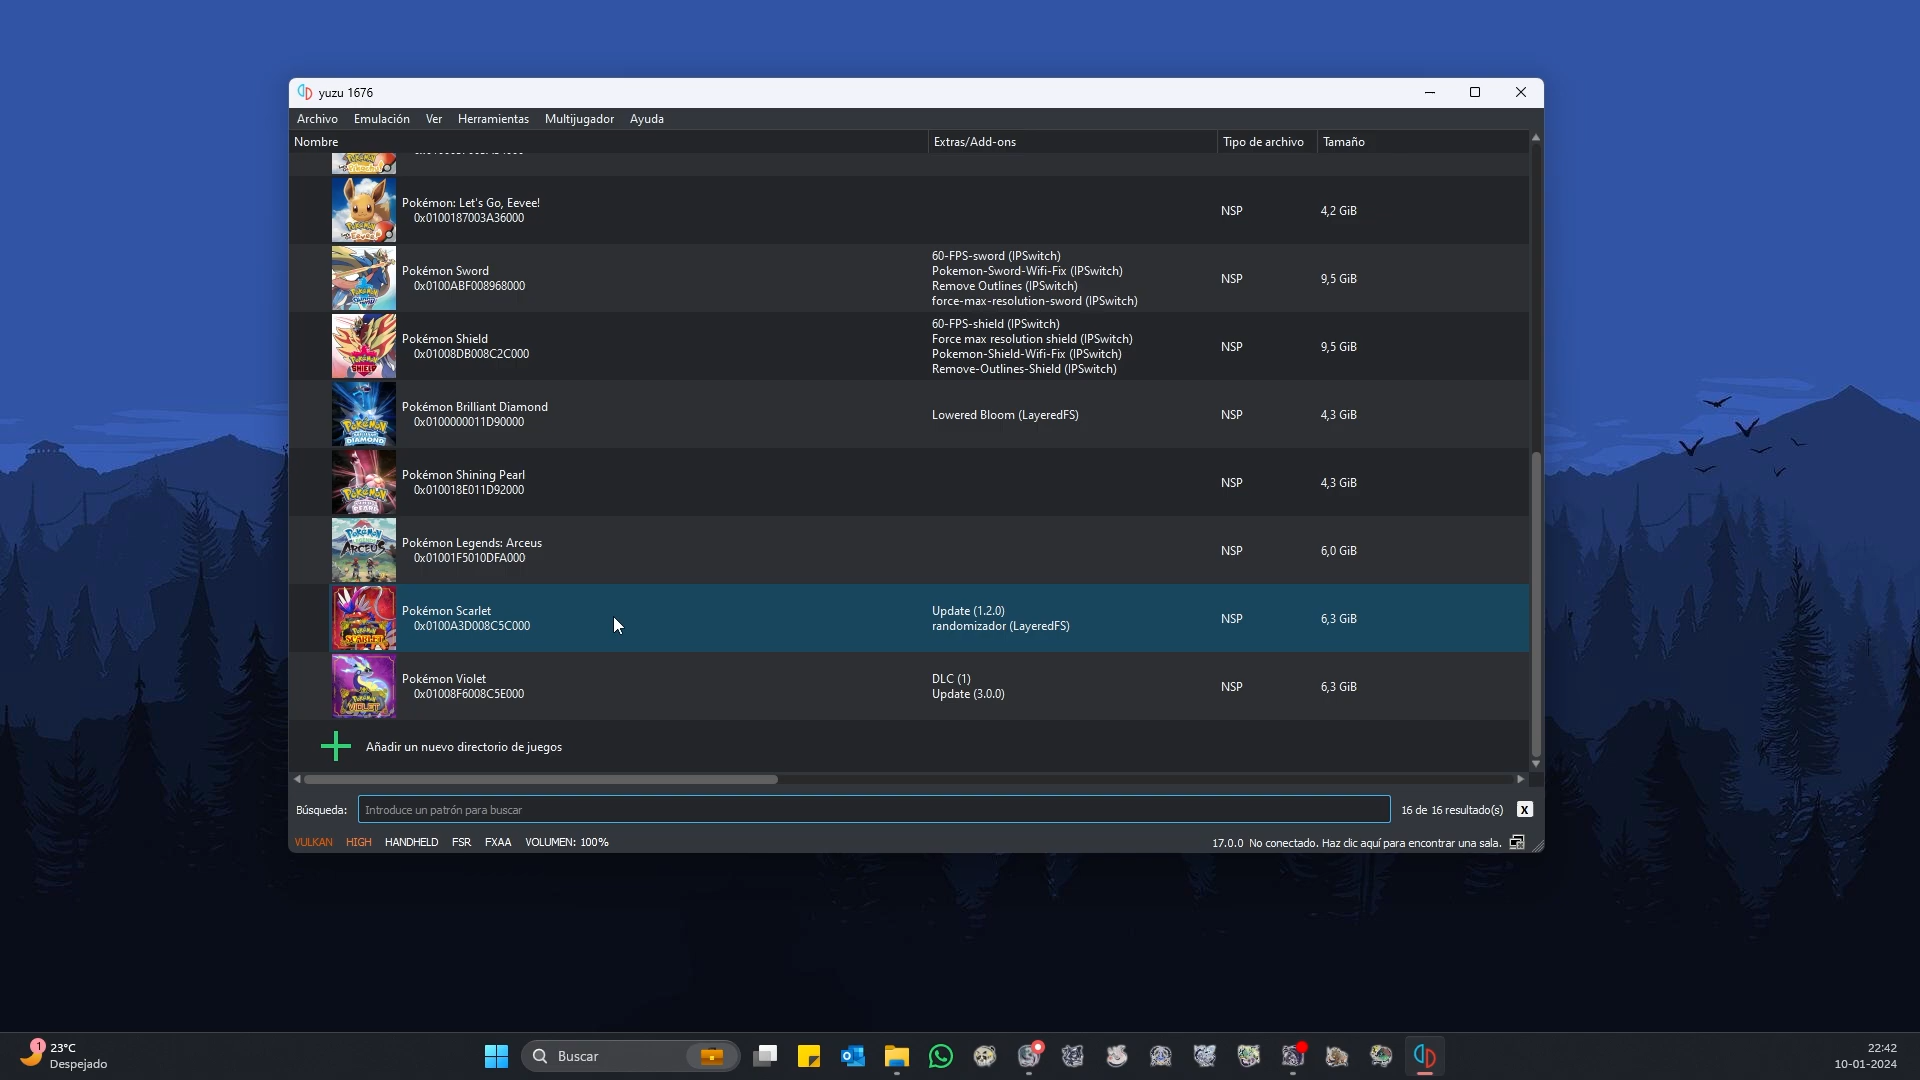 yuzu 1676
Archivo Emulación Ver Herramientas Multijugador Ayuda
Nombre Extras/Add-ons Tipo de archivo Tamaño
Pokémon: Let's Go, Eevee!
0x0100187003A36000
NSP 4,2 GiB
Pokémon Sword
0x0100ABF008968000
60-FPS-sword (IPSwitch)
Pokemon-Sword-Wifi-Fix (IPSwitch)
Remove Outlines (IPSwitch)
force-max-resolution-sword (IPSwitch)
NSP 9,5 GiB
Pokémon Shield
0x01008DB008C2C000
60-FPS-shield (IPSwitch)
Force max resolution shield (IPSwitch)
Pokemon-Shield-Wifi-Fix (IPSwitch)
Remove-Outlines-Shield (IPSwitch)
NSP 9,5 GiB
Pokémon Brilliant Diamond
0x0100000011D90000
Lowered Bloom (LayeredFS)
NSP 4,3 GiB
Pokémon Shining Pearl
0x010018E011D92000
NSP 4,3 GiB
Pokémon Legends: Arceus
0x01001F5010DFA000
NSP 6,0 GiB
Pokémon Scarlet
0x0100A3D008C5C000
Update (1.2.0)
randomizador (LayeredFS)
NSP 6,3 GiB
Pokémon Violet
0x01008F6008C5E000
DLC (1)
Update (3.0.0)
NSP 6,3 GiB
Añadir un nuevo directorio de juegos
Búsqueda: Introduce un patrón para buscar 16 de 16 resultado(s) X
VULKAN HIGH HANDHELD FSR FXAA VOLUMEN: 100% 17.0.0 No conectado. Haz clic aquí para encontrar una sala.
1 23°C
Despejado
Buscar
22:42
10-01-2024